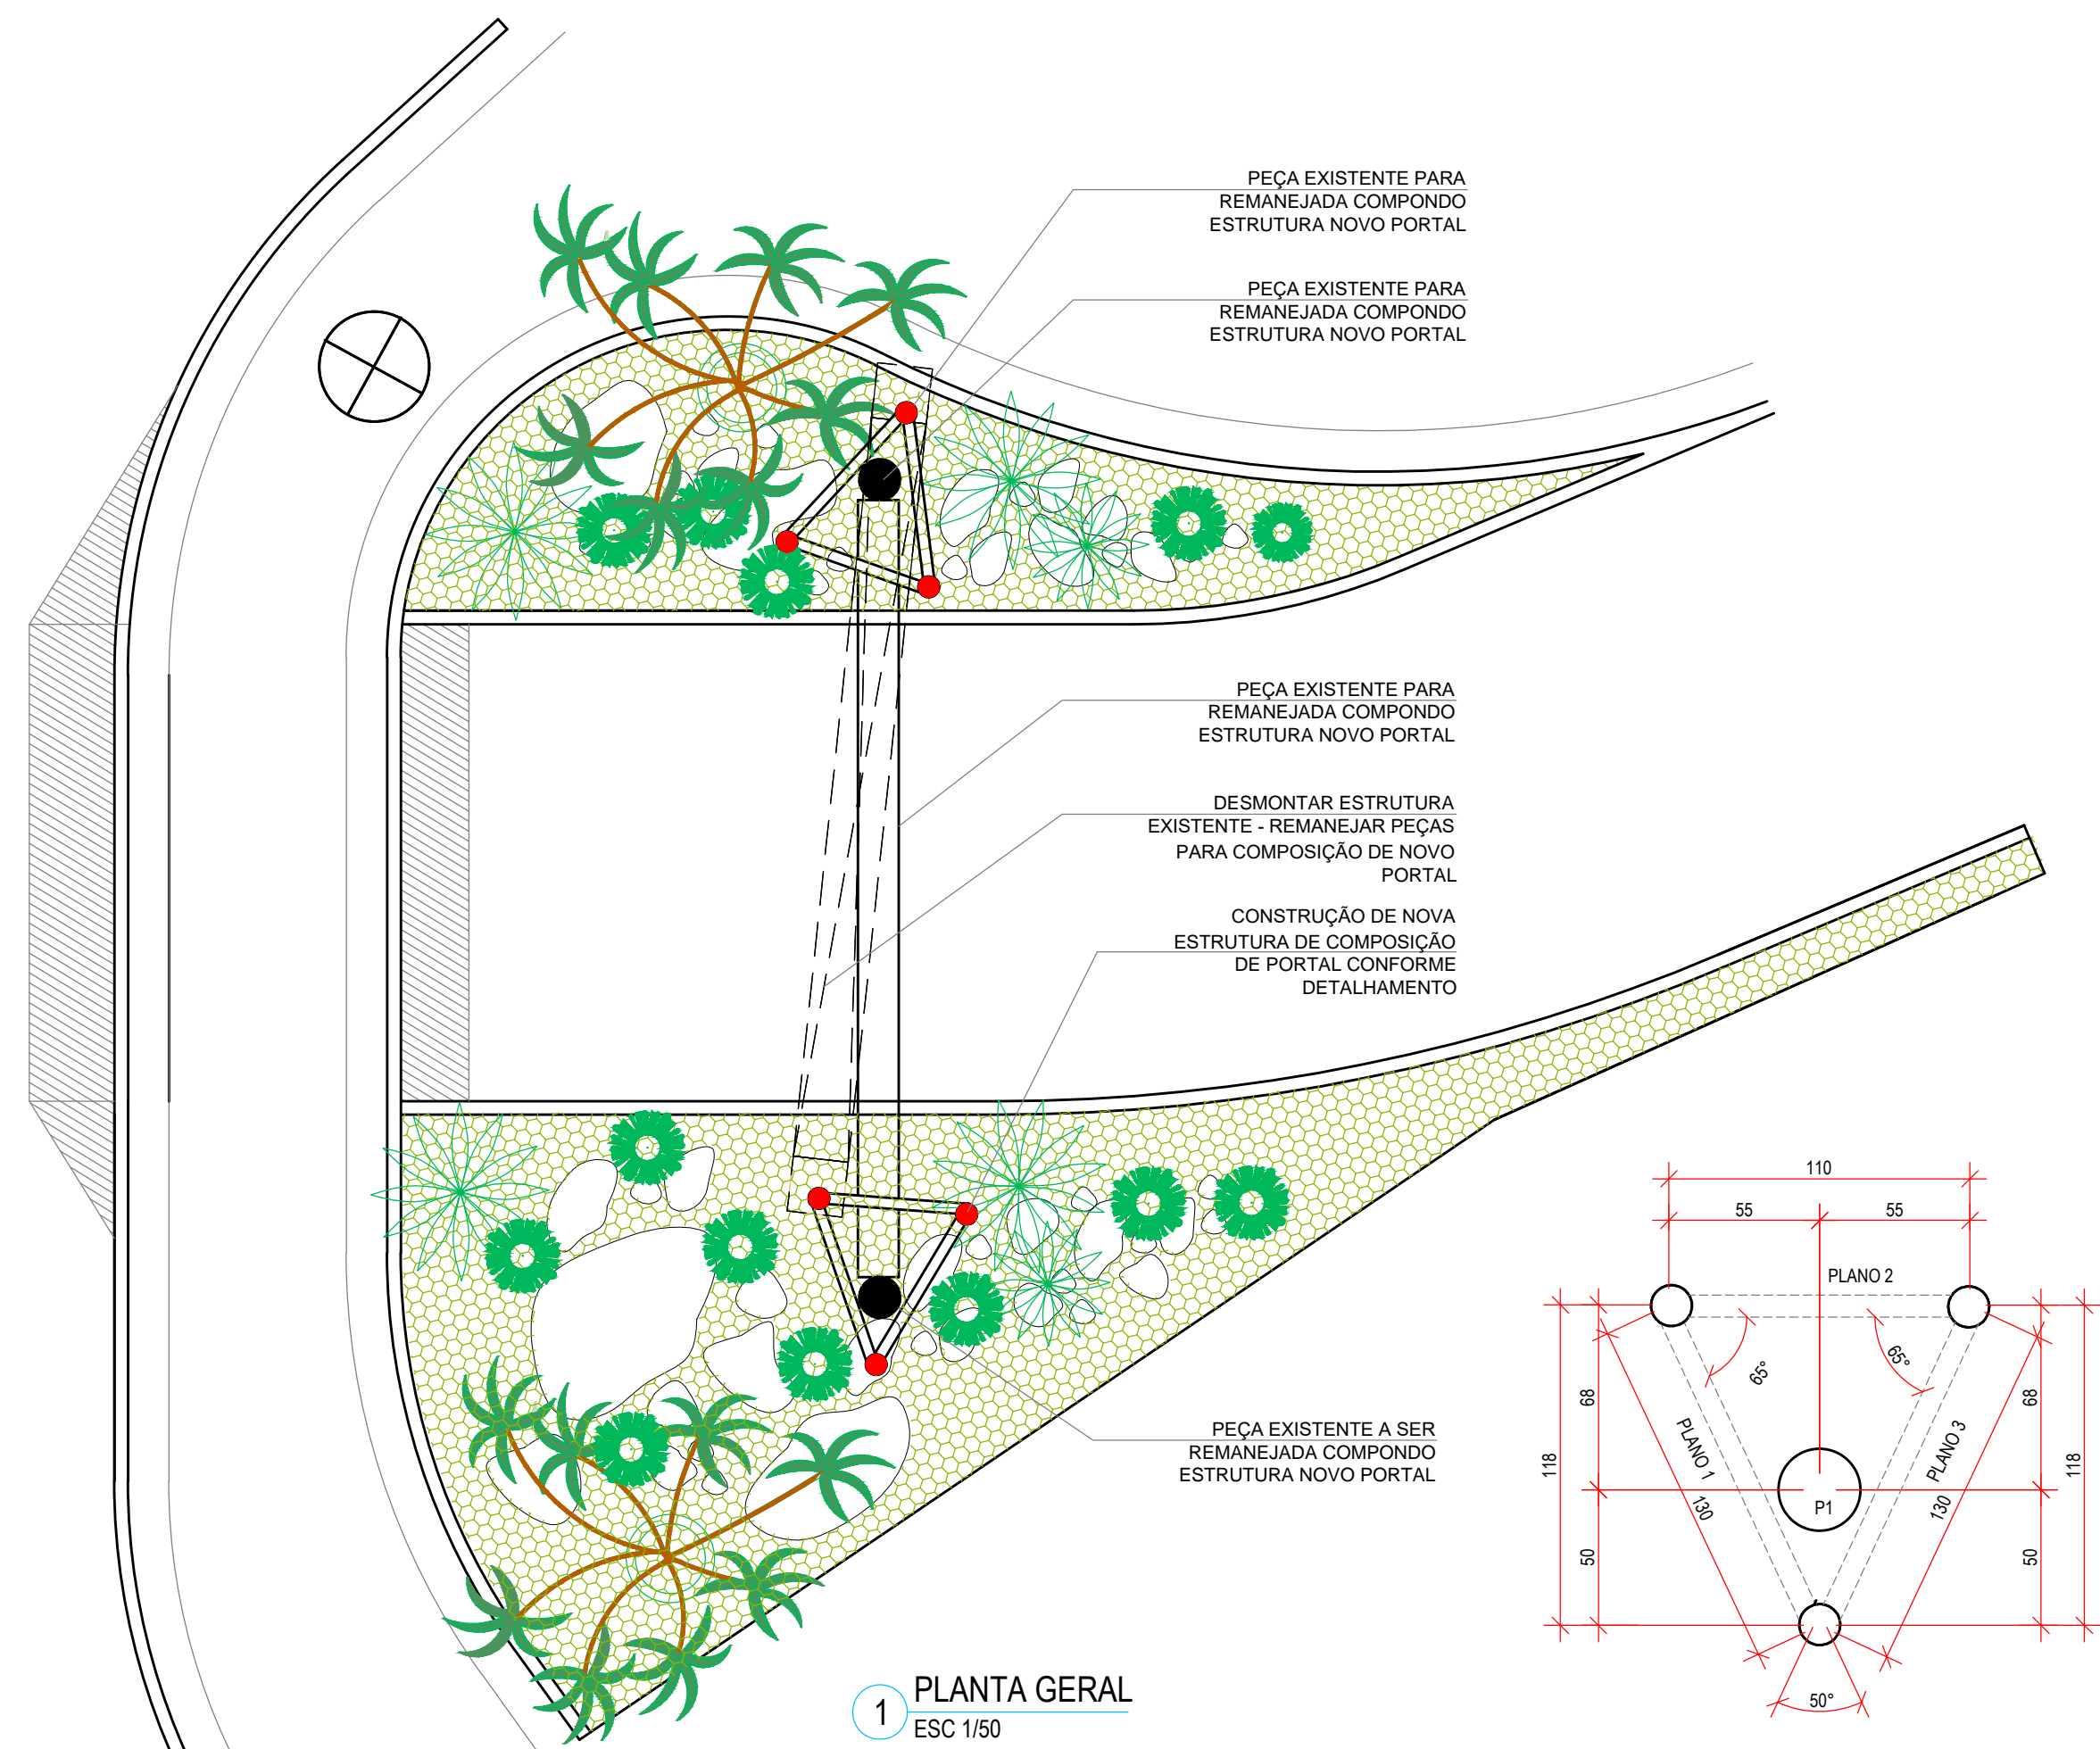 PEÇA EXISTENTE PARA
REMANEJADA COMPONDO
ESTRUTURA NOVO PORTAL
PEÇA EXISTENTE PARA
REMANEJADA COMPONDO
ESTRUTURA NOVO PORTAL
PEÇA EXISTENTE PARA
REMANEJADA COMPONDO
ESTRUTURA NOVO PORTAL
DESMONTAR ESTRUTURA
EXISTENTE - REMANEJAR PEÇAS
PARA COMPOSIÇÃO DE NOVO
PORTAL
CONSTRUÇÃO DE NOVA
ESTRUTURA DE COMPOSIÇÃO
DE PORTAL CONFORME
DETALHAMENTO
PEÇA EXISTENTE A SER
REMANEJADA COMPONDO
ESTRUTURA NOVO PORTAL
110
55
55
PLANO 2
65°
65°
68
68
PLANO 1
PLANO 3
118
118
130
130
P1
50
50
50°
1
PLANTA GERAL
ESC 1/50